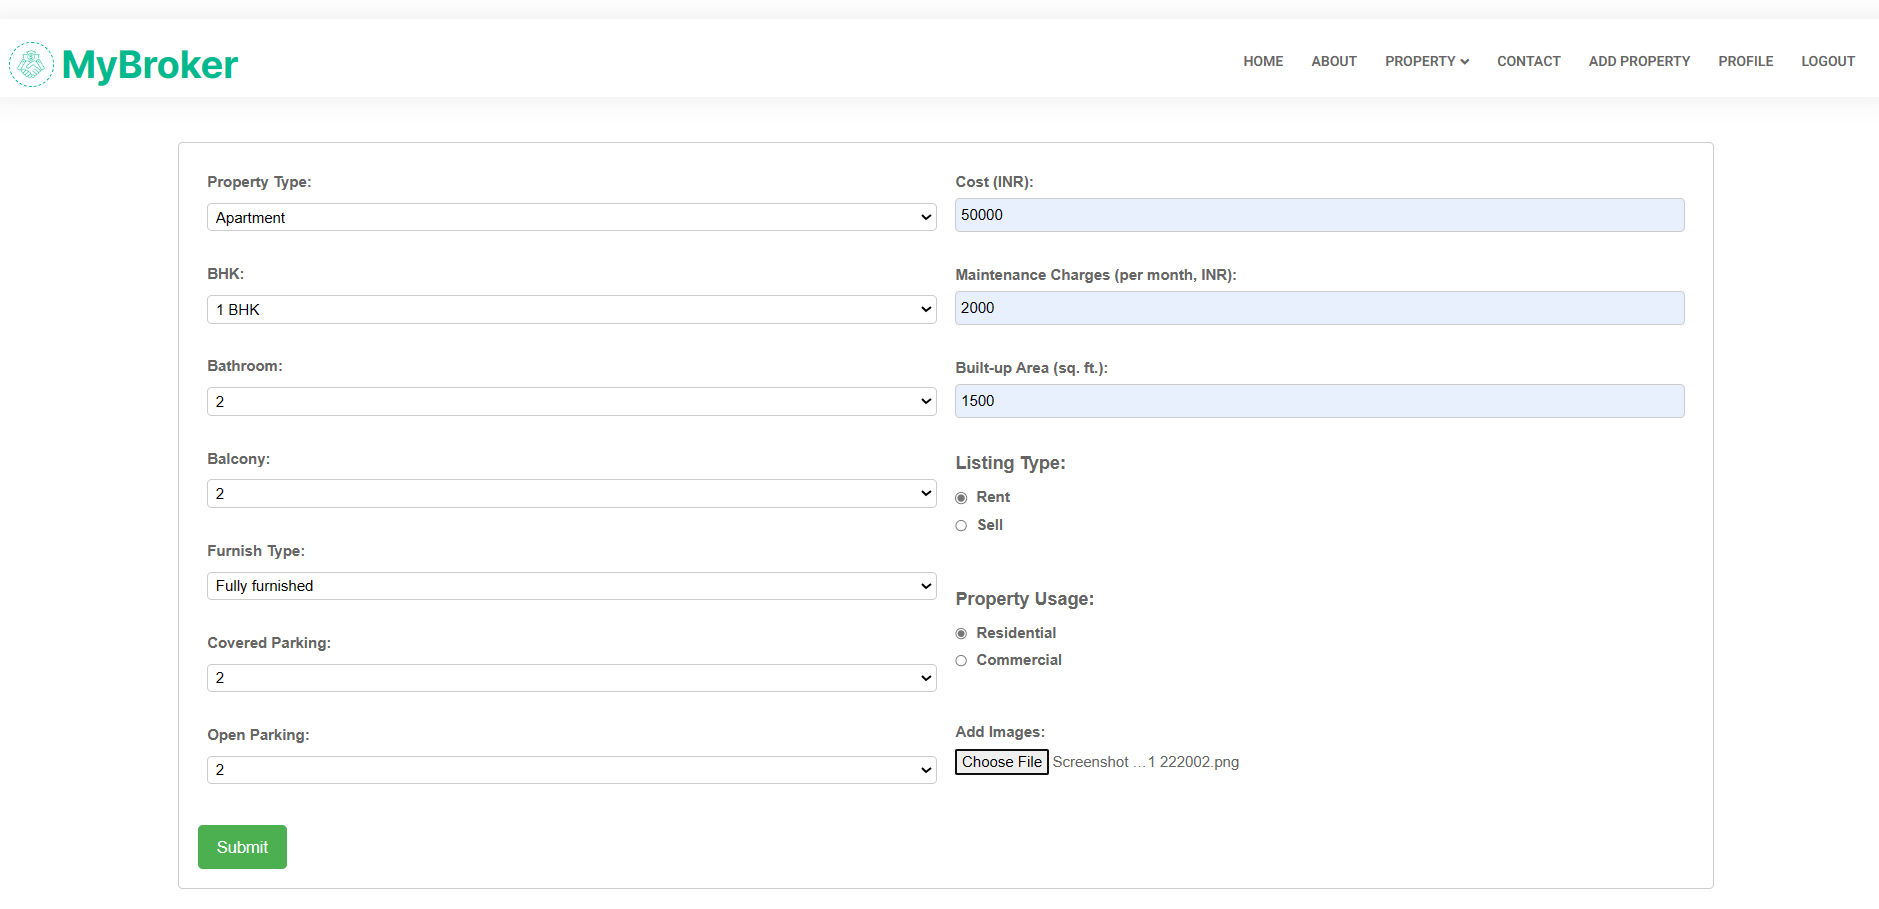 MyBroker
HOME ABOUT PROPERTY CONTACT ADD PROPERTY PROFILE LOGOUT
Property Type:
Apartment
BHK:
1 BHK
Bathroom:
2
Balcony:
2
Furnish Type:
Fully furnished
Covered Parking:
2
Open Parking:
2
Submit
Cost (INR):
50000
Maintenance Charges (per month, INR):
2000
Built-up Area (sq. ft.):
1500
Listing Type:
Rent
Sell
Property Usage:
Residential
Commercial
Add Images:
Choose File Screenshot ...1 222002.png